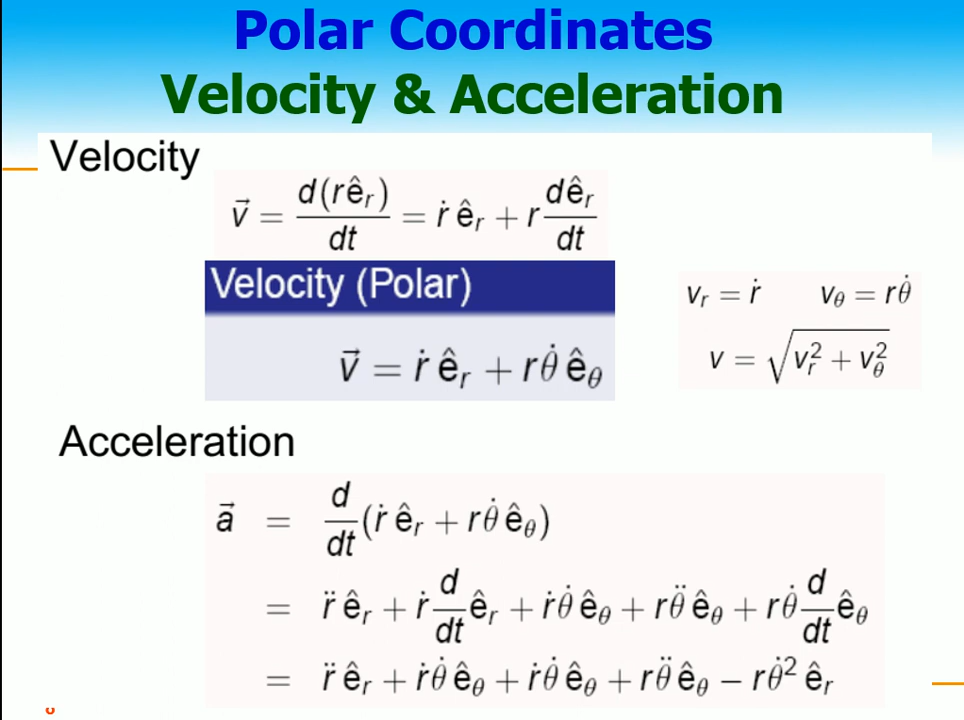 Polar Coordinates
Velocity & Acceleration
Velocity
v⃗ = d(rê_r)/dt = ṙ ê_r + r dê_r/dt
Velocity (Polar)
v⃗ = ṙ ê_r + rθ̇ ê_θ
v_r = ṙ v_θ = rθ̇
v = √(v_r² + v_θ²)
Acceleration
a⃗ = d/dt(ṙ ê_r + rθ̇ ê_θ)
= r̈ ê_r + ṙ d/dt ê_r + ṙθ̇ ê_θ + rθ̈ ê_θ + rθ̇ d/dt ê_θ
= r̈ ê_r + ṙθ̇ ê_θ + ṙθ̇ ê_θ + rθ̈ ê_θ − rθ̇² ê_r